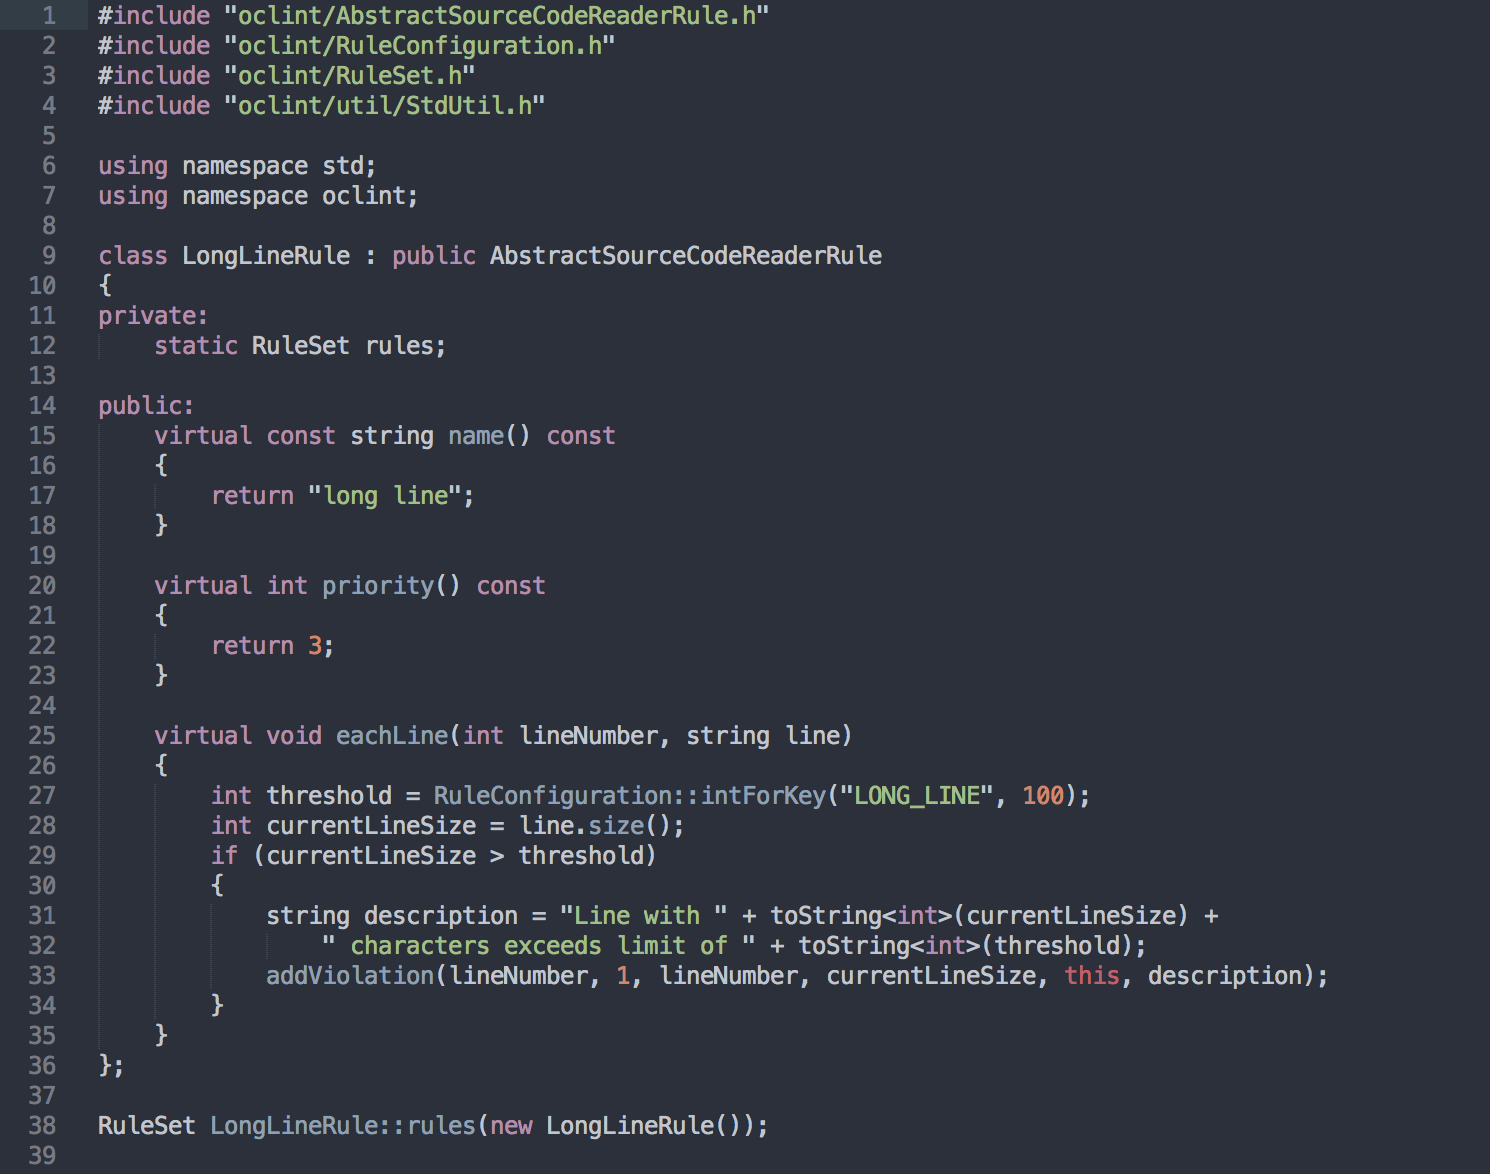 1 #include "oclint/AbstractSourceCodeReaderRule.h"
2 #include "oclint/RuleConfiguration.h"
3 #include "oclint/RuleSet.h"
4 #include "oclint/util/StdUtil.h"
5
6 using namespace std;
7 using namespace oclint;
8
9 class LongLineRule : public AbstractSourceCodeReaderRule
10 {
11 private:
12     static RuleSet rules;
13
14 public:
15     virtual const string name() const
16     {
17         return "long line";
18     }
19
20     virtual int priority() const
21     {
22         return 3;
23     }
24
25     virtual void eachLine(int lineNumber, string line)
26     {
27         int threshold = RuleConfiguration::intForKey("LONG_LINE", 100);
28         int currentLineSize = line.size();
29         if (currentLineSize > threshold)
30         {
31             string description = "Line with " + toString<int>(currentLineSize) +
32                 " characters exceeds limit of " + toString<int>(threshold);
33             addViolation(lineNumber, 1, lineNumber, currentLineSize, this, description);
34         }
35     }
36 };
37
38 RuleSet LongLineRule::rules(new LongLineRule());
39